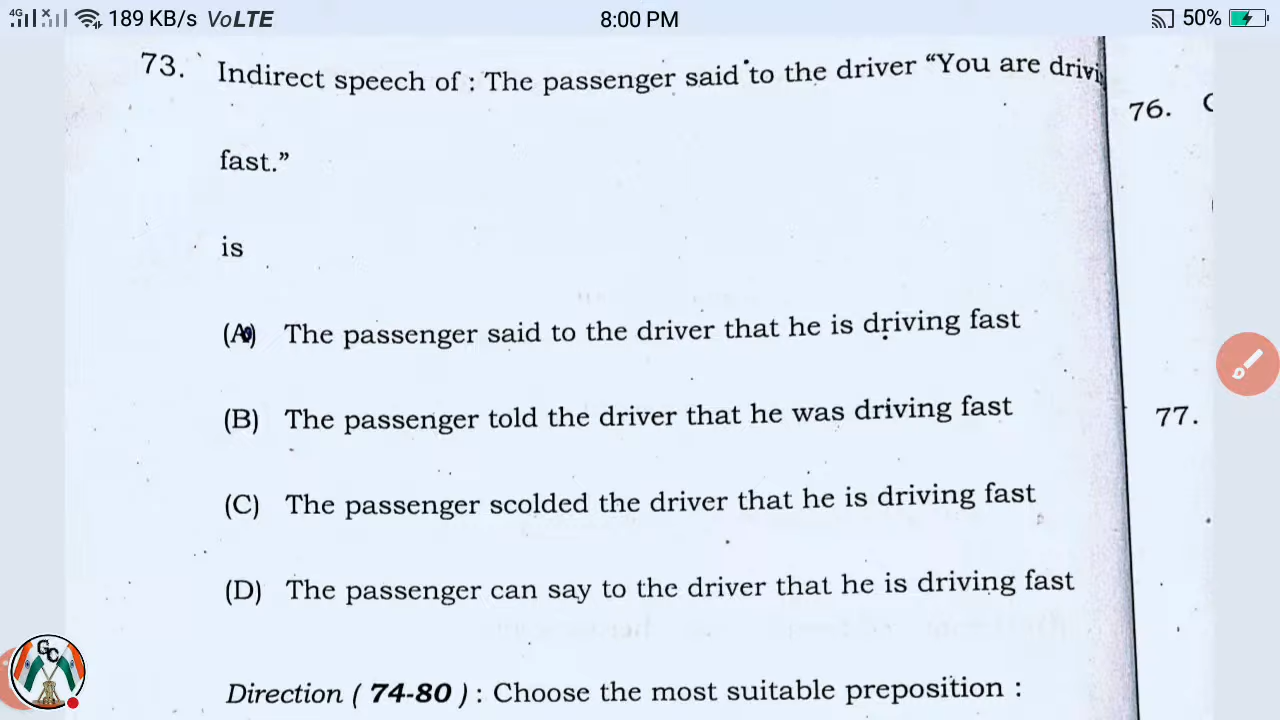 4G 189 KB/s VoLTE 8:00 PM 50%
73. Indirect speech of : The passenger said to the driver “You are drivi
fast.”
is
(A) The passenger said to the driver that he is driving fast
(B) The passenger told the driver that he was driving fast
(C) The passenger scolded the driver that he is driving fast
(D) The passenger can say to the driver that he is driving fast
Direction ( 74-80 ) : Choose the most suitable preposition :
76.
77.
GC